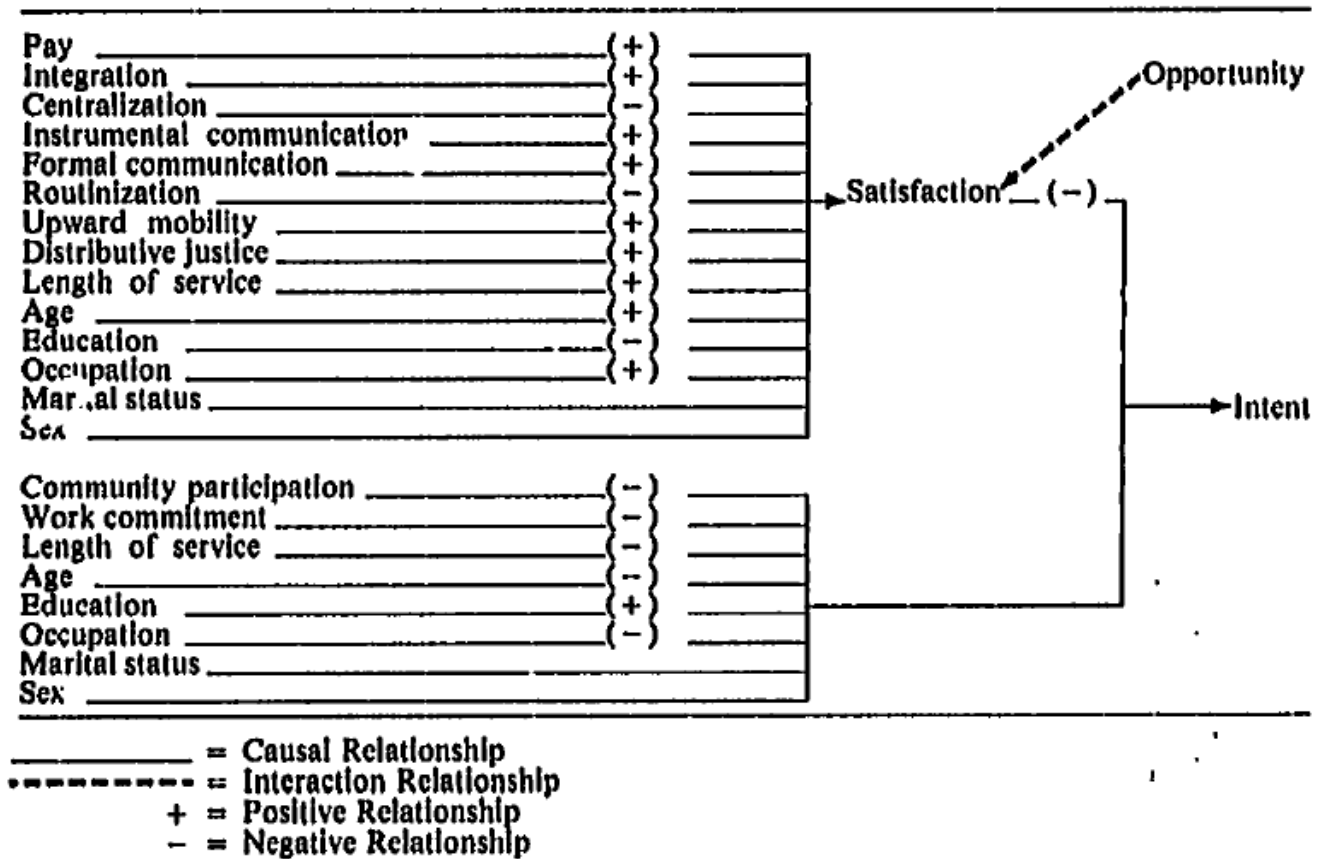 Pay (+)
Integration (+)
Opportunity
Centralization (-)
Instrumental communication (+)
Formal communication (+)
Routinization (-)
Satisfaction (-)
Upward mobility (+)
Distributive justice (+)
Length of service (+)
Age (+)
Education (-)
Occupation (+)
Marital status
Intent
Sex
Community participation (-)
Work commitment (-)
Length of service (-)
Age (-)
Education (+)
Occupation (-)
Marital status
Sex
= Causal Relationship
= Interaction Relationship
+ = Positive Relationship
- = Negative Relationship